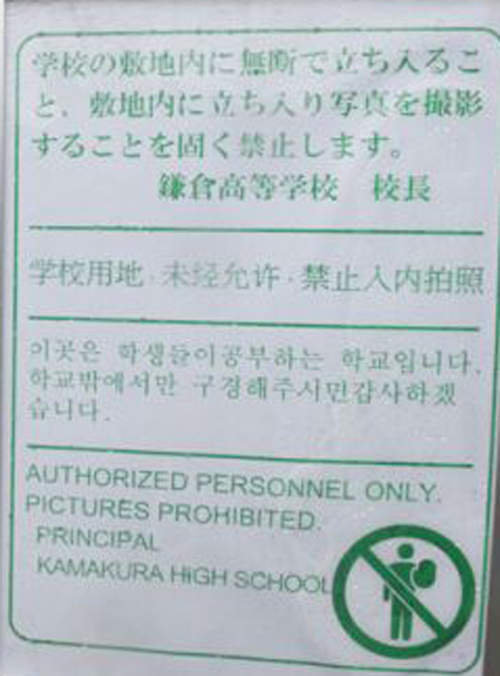 学校の敷地内に無断で立ち入るこ
と、敷地内に立ち入り写真を撮影
することを固く禁止します。
鎌倉高等学校　校長
学校用地·未经允许·禁止入内拍照
이곳은 학생들이공부하는 학교입니다.
학교밖에서만 구경해주시면감사하겠
습니다.
AUTHORIZED PERSONNEL ONLY.
PICTURES PROHIBITED.
PRINCIPAL
KAMAKURA HiGH SCHOOL